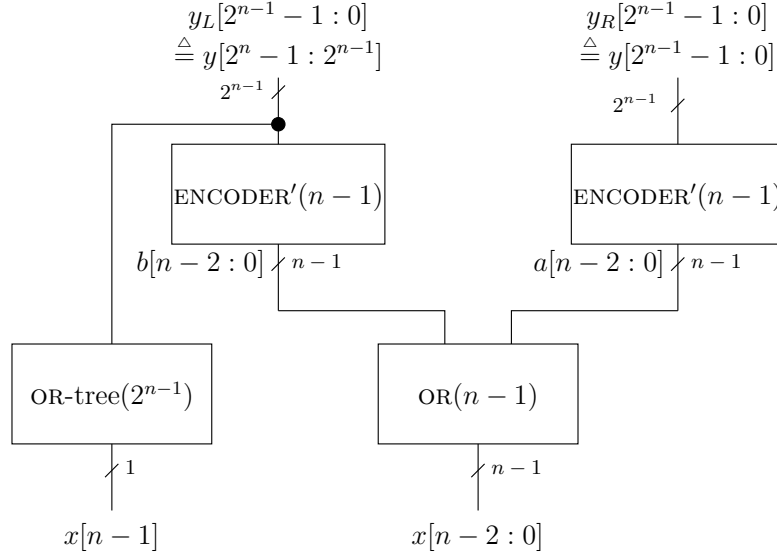 y_L[2^{n-1} − 1 : 0]
≜ y[2^n − 1 : 2^{n-1}]
y_R[2^{n-1} − 1 : 0]
≜ y[2^{n-1} − 1 : 0]
2^{n-1}
2^{n-1}
ENCODER′(n − 1)
ENCODER′(n − 1)
b[n − 2 : 0]
n − 1
a[n − 2 : 0]
n − 1
OR-tree(2^{n-1})
OR(n − 1)
1
n − 1
x[n − 1]
x[n − 2 : 0]